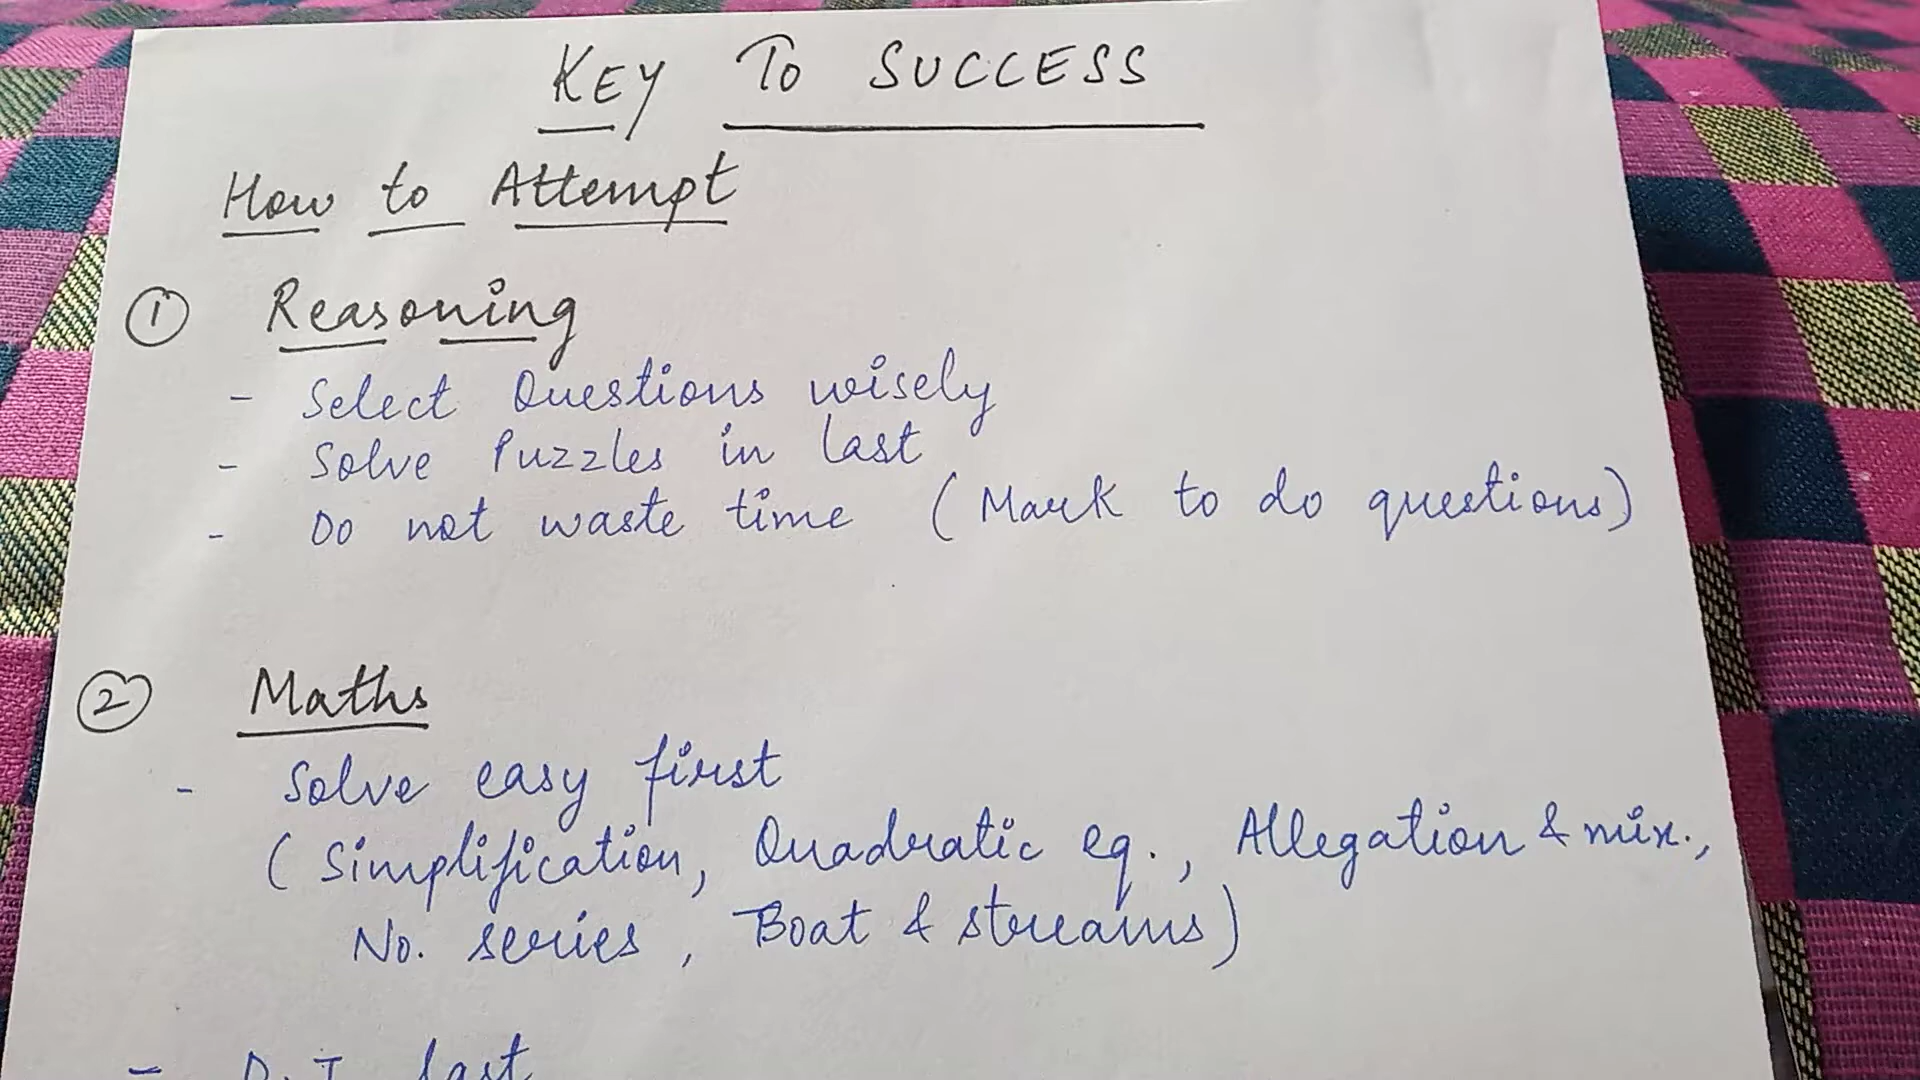 KEY TO SUCCESS
How to Attempt
① Reasoning
- Select Questions wisely
- Solve Puzzles in last
- Do not waste time (Mark to do questions)
② Maths
- Solve easy first
(Simplification, Quadratic eq., Allegation & mix.,
No. series, Boat & streams)
- D.I last